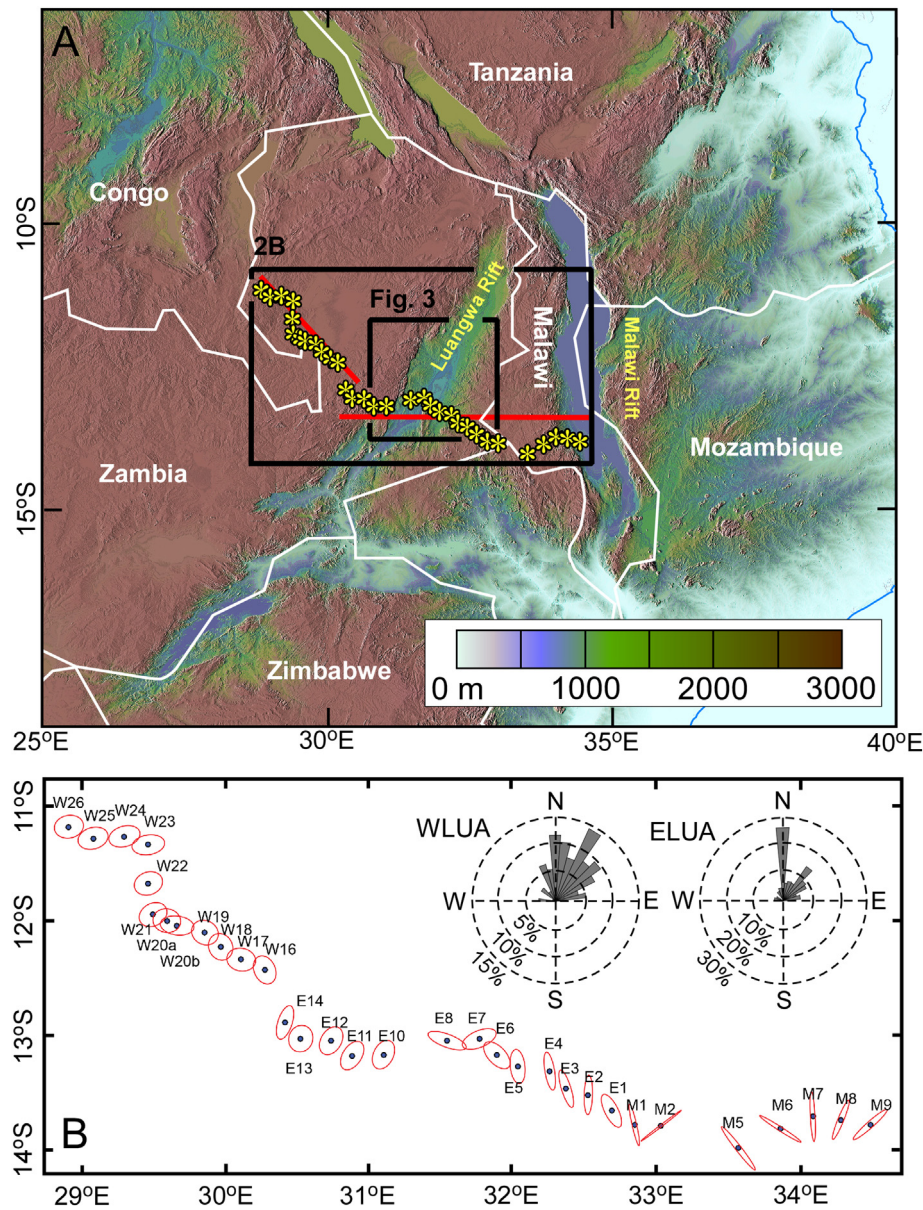 A
Tanzania
Congo
10°S
2B
Fig. 3
Luangwa Rift
Malawi
Malawi Rift
Mozambique
Zambia
15°S
Zimbabwe
0 m 1000 2000 3000
25°E 30°E 35°E 40°E
11°S
W26
W25
W24
W23
W22
12°S
W21
W20a
W20b
W19
W18
W17
W16
13°S
E14
E13
E12
E11
E10
E8
E7
E6
E5
E4
E3
E2
E1
M1
M2
M5
M6
M7
M8
M9
14°S
WLUA
N
W
E
S
5%
10%
15%
ELUA
N
W
E
S
10%
20%
30%
B
29°E 30°E 31°E 32°E 33°E 34°E